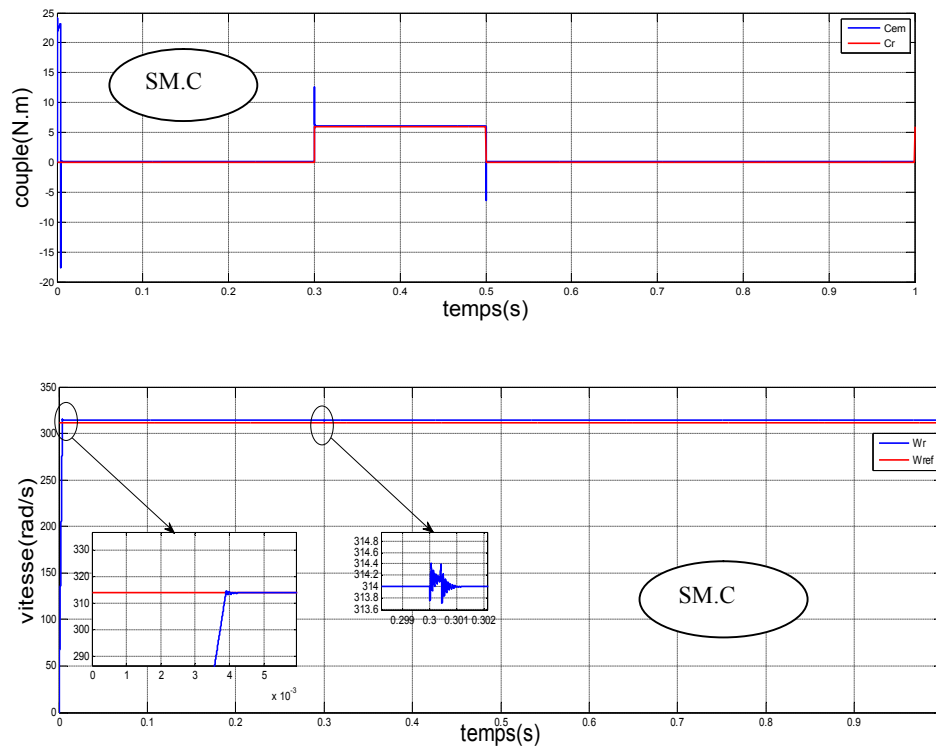 25
20
15
10
5
0
-5
-10
-15
-20
couple(N.m)
SM.C
Cem
Cr
0 0.1 0.2 0.3 0.4 0.5 0.6 0.7 0.8 0.9 1
temps(s)
350
300
250
200
150
100
50
0
vitesse(rad/s)
Wr
Wref
330
320
310
300
290
0 1 2 3 4 5
x 10⁻³
314.8
314.6
314.4
314.2
314
313.8
313.6
0.299 0.3 0.301 0.302
SM.C
0 0.1 0.2 0.3 0.4 0.5 0.6 0.7 0.8 0.9
temps(s)